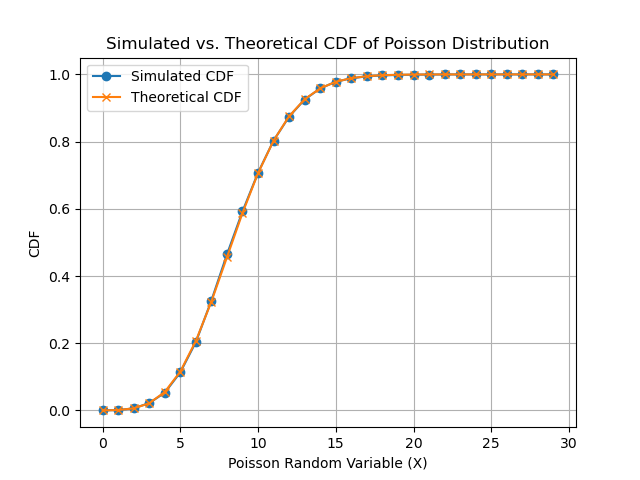 Simulated vs. Theoretical CDF of Poisson Distribution
Simulated CDF
Theoretical CDF
1.0
0.8
0.6
0.4
0.2
0.0
CDF
0 5 10 15 20 25 30
Poisson Random Variable (X)